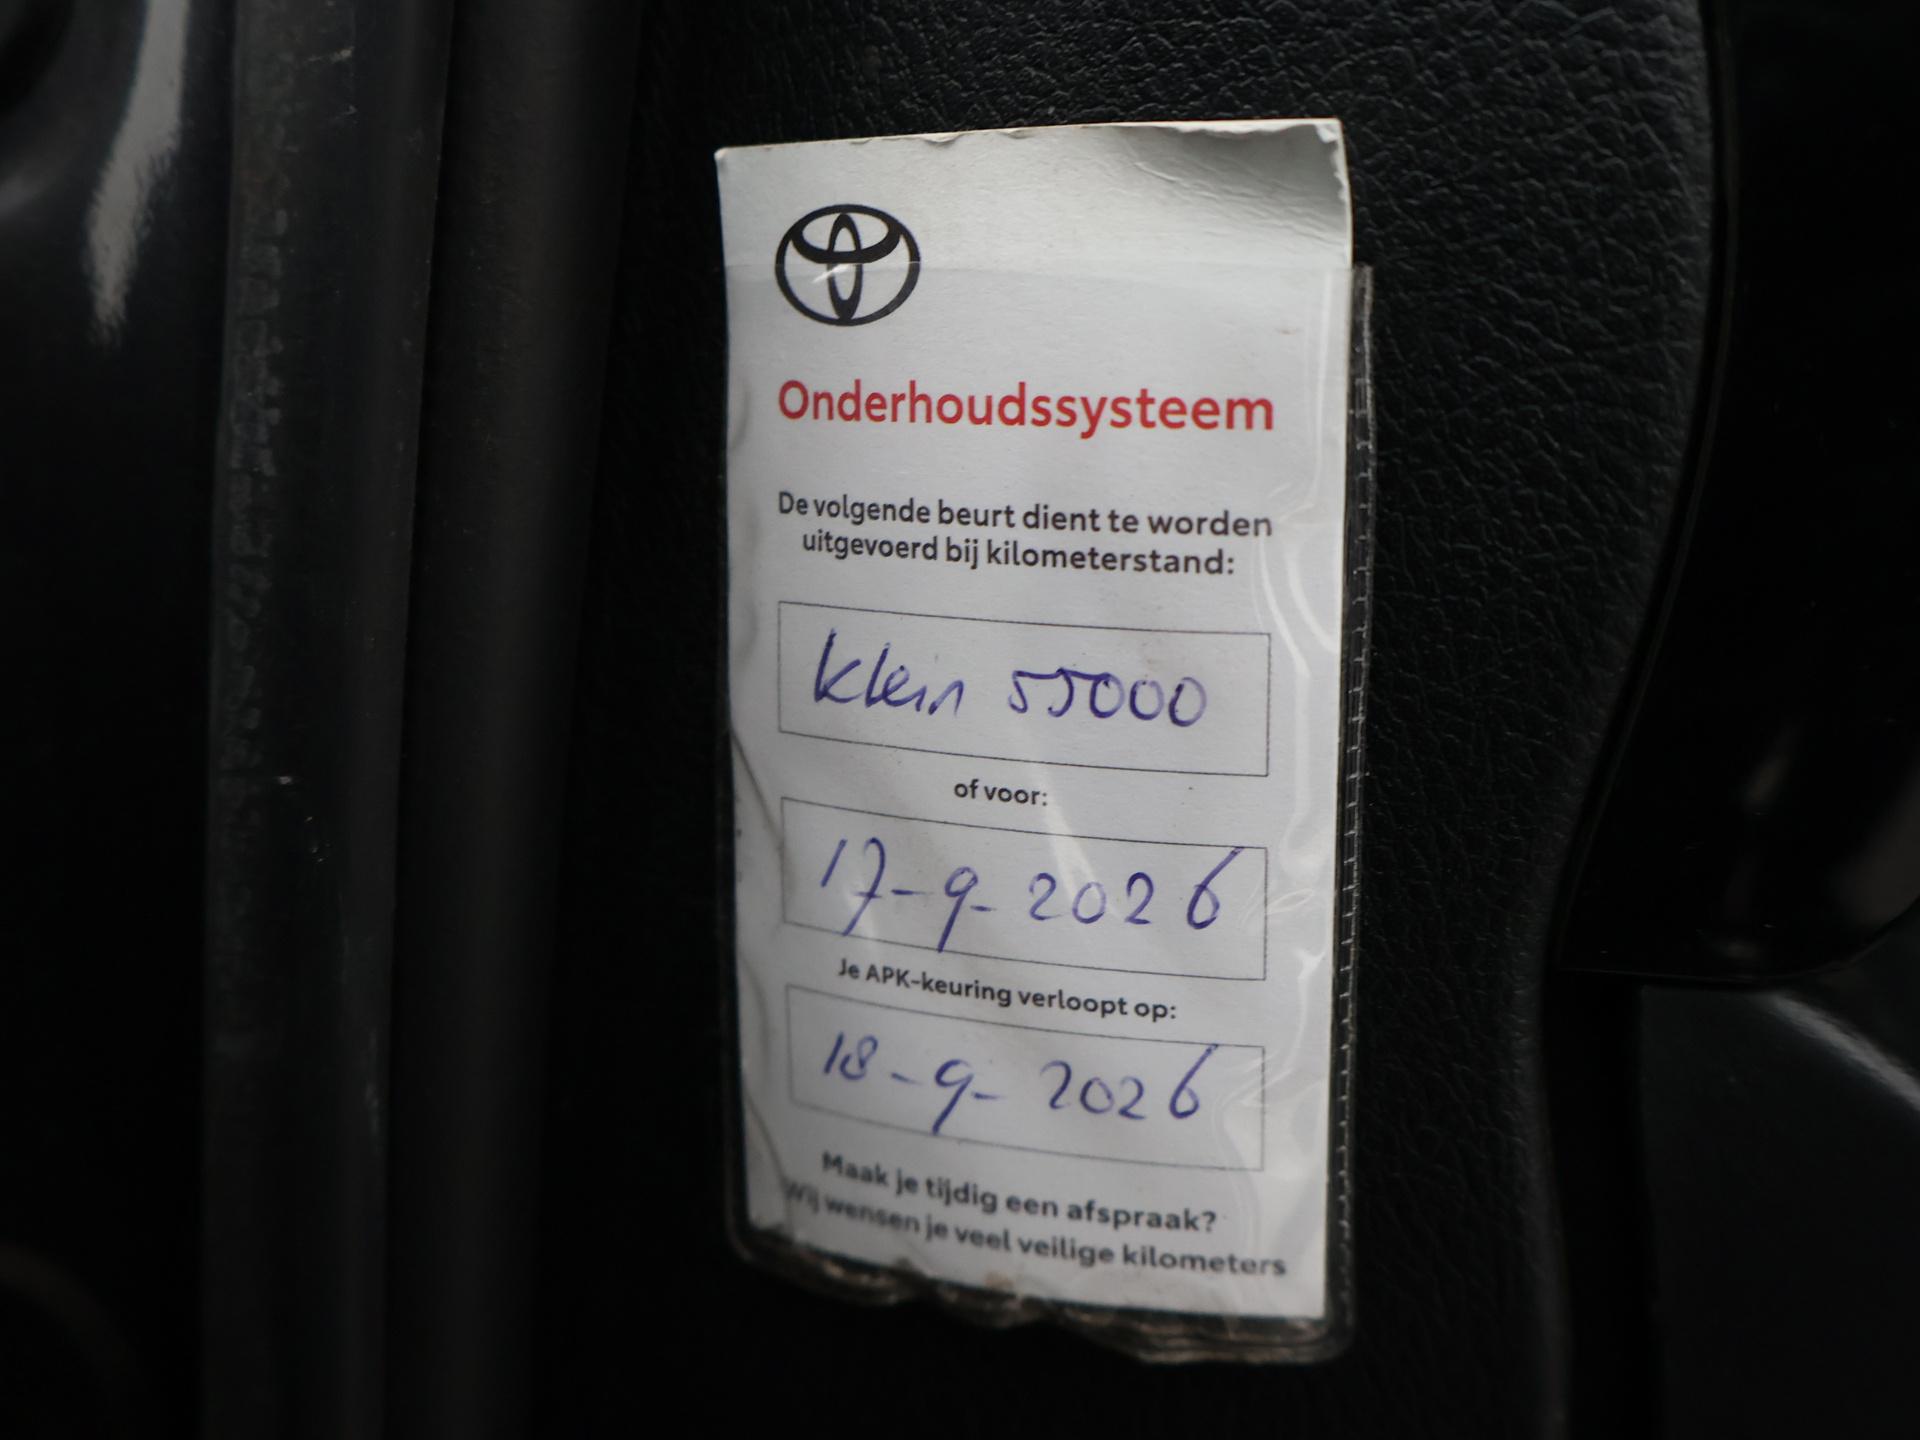 Onderhoudssysteem
De volgende beurt dient te worden
uitgevoerd bij kilometerstand:
klein 55000
of voor:
17-9-2026
Je APK-keuring verloopt op:
18-9-2026
Maak je tijdig een afspraak?
Wij wensen je veel veilige kilometers